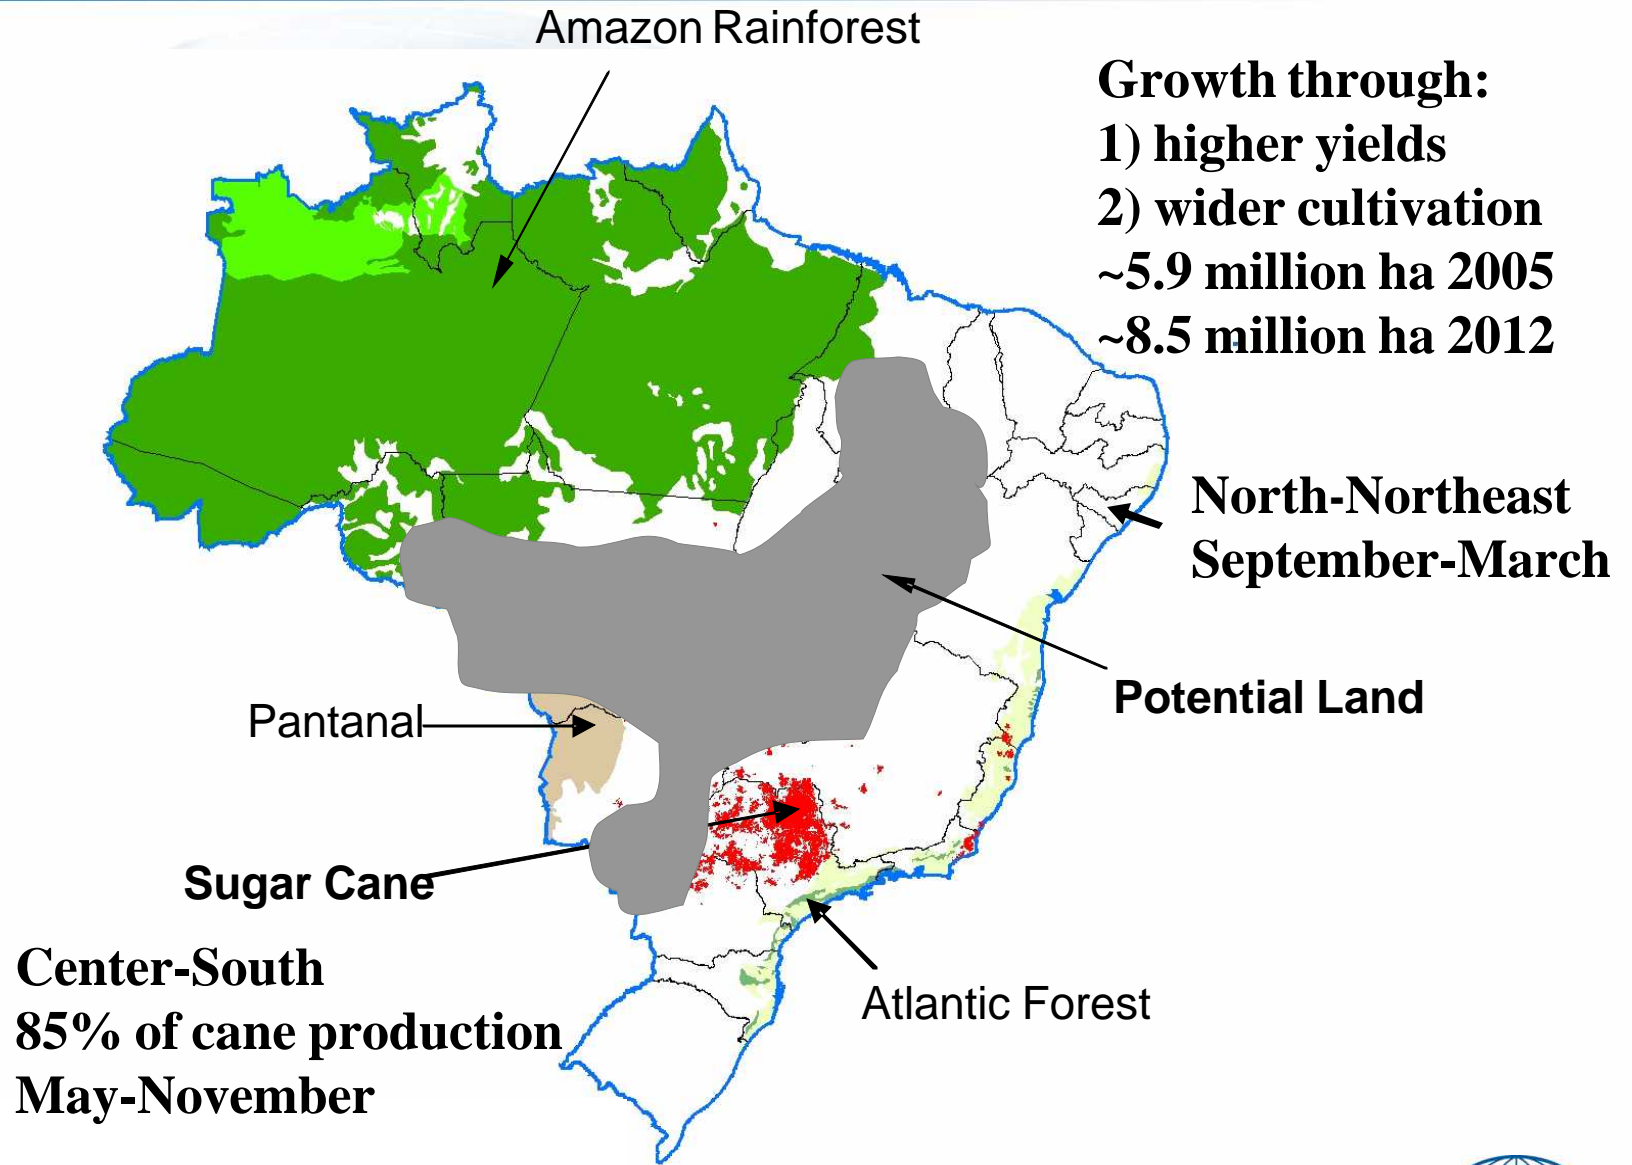 Amazon Rainforest
Growth through:
1) higher yields
2) wider cultivation
~5.9 million ha 2005
~8.5 million ha 2012
North-Northeast
September-March
Potential Land
Pantanal
Sugar Cane
Center-South
85% of cane production
May-November
Atlantic Forest